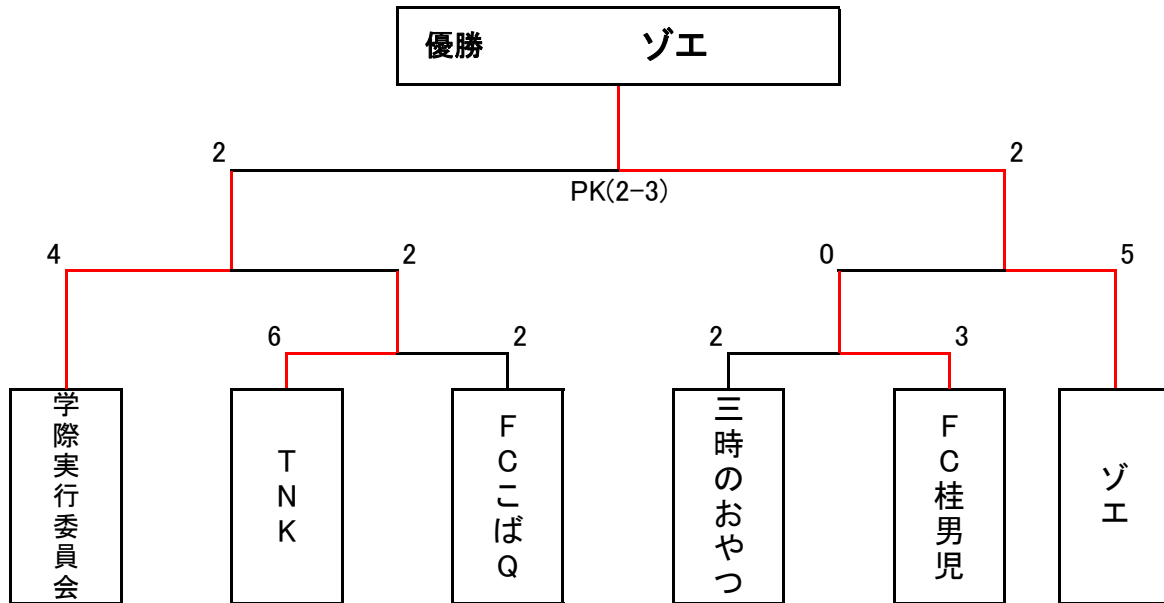 優勝 ゾエ
2 2
PK(2-3)
4 2 0 5
6 2 2 3
学際実行委員会
TNK
FCこばQ
三時のおやつ
FC桂男児
ゾエ